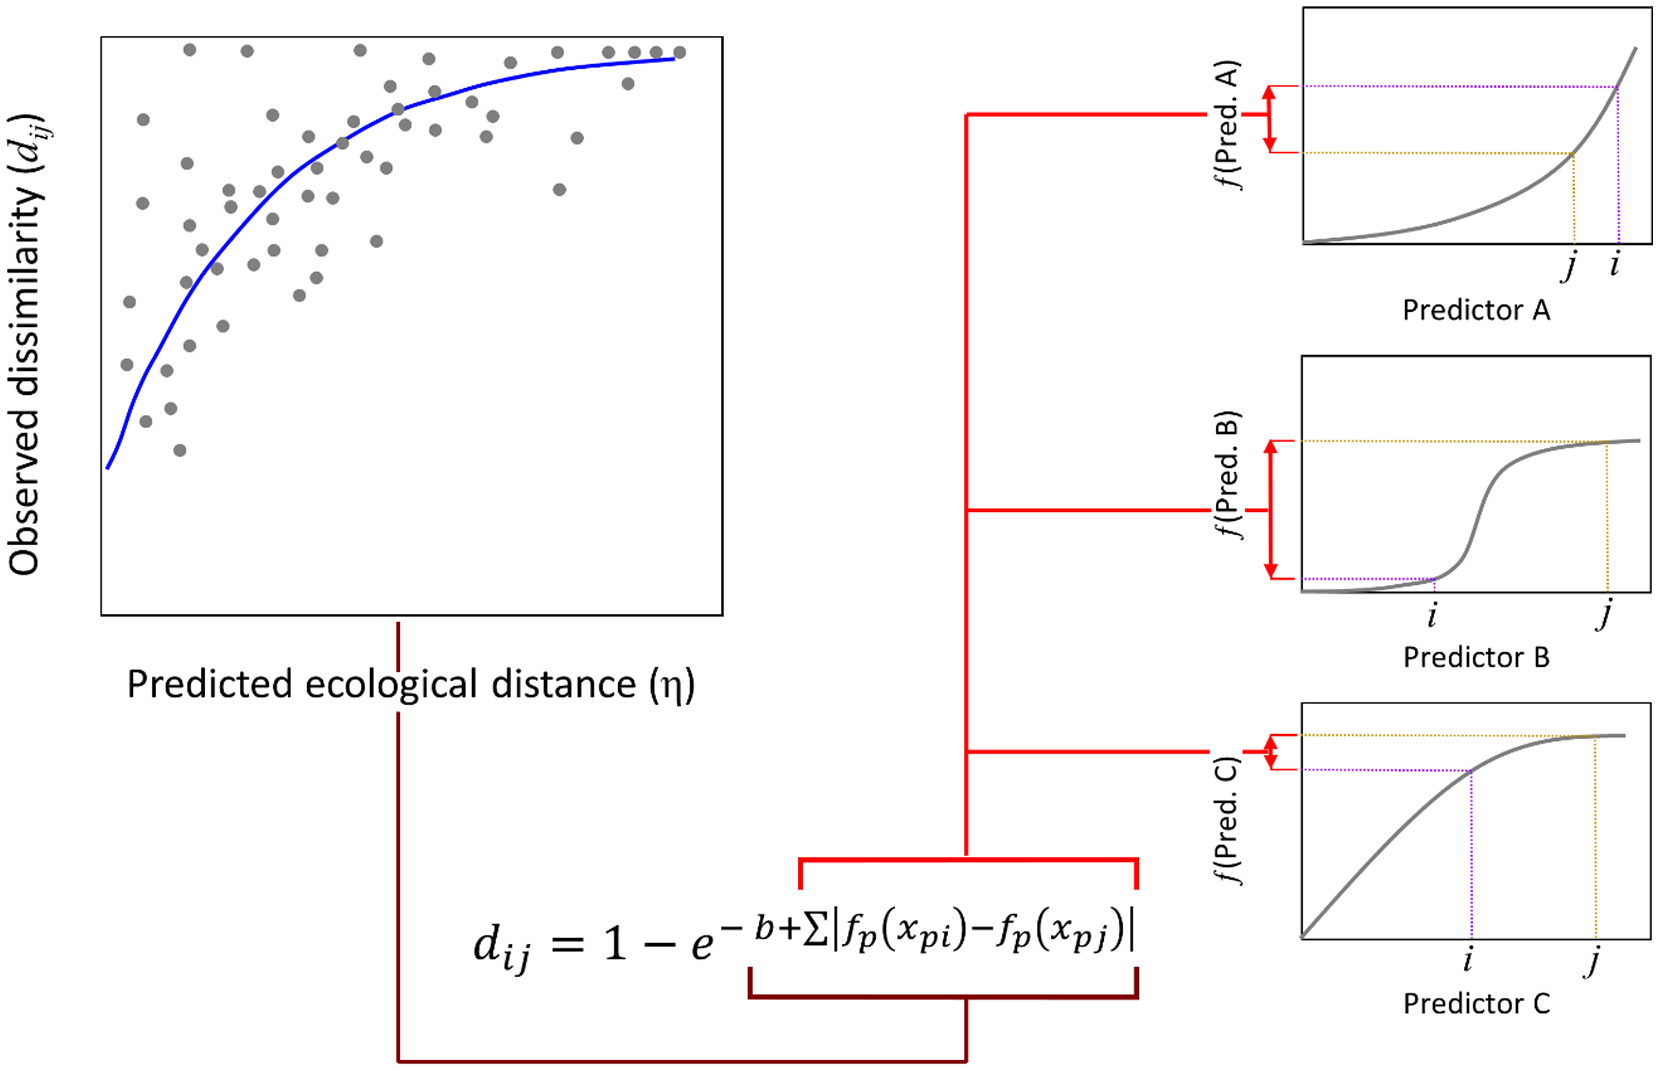 Observed dissimilarity (dij)
Predicted ecological distance (η)
f(Pred. A)
j i
Predictor A
f(Pred. B)
i j
Predictor B
f(Pred. C)
i j
Predictor C
dij = 1 − e− b+∑|fp(xpi)−fp(xpj)|